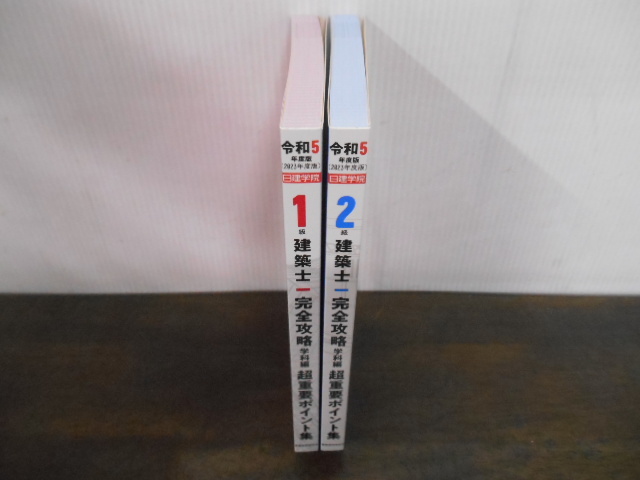 令和5
年度版
〔2023年度版〕
日建学院
1級
建築士
完全攻略
学科編
超重要ポイント集
令和5
年度版
〔2023年度版〕
日建学院
2級
建築士
完全攻略
学科編
超重要ポイント集